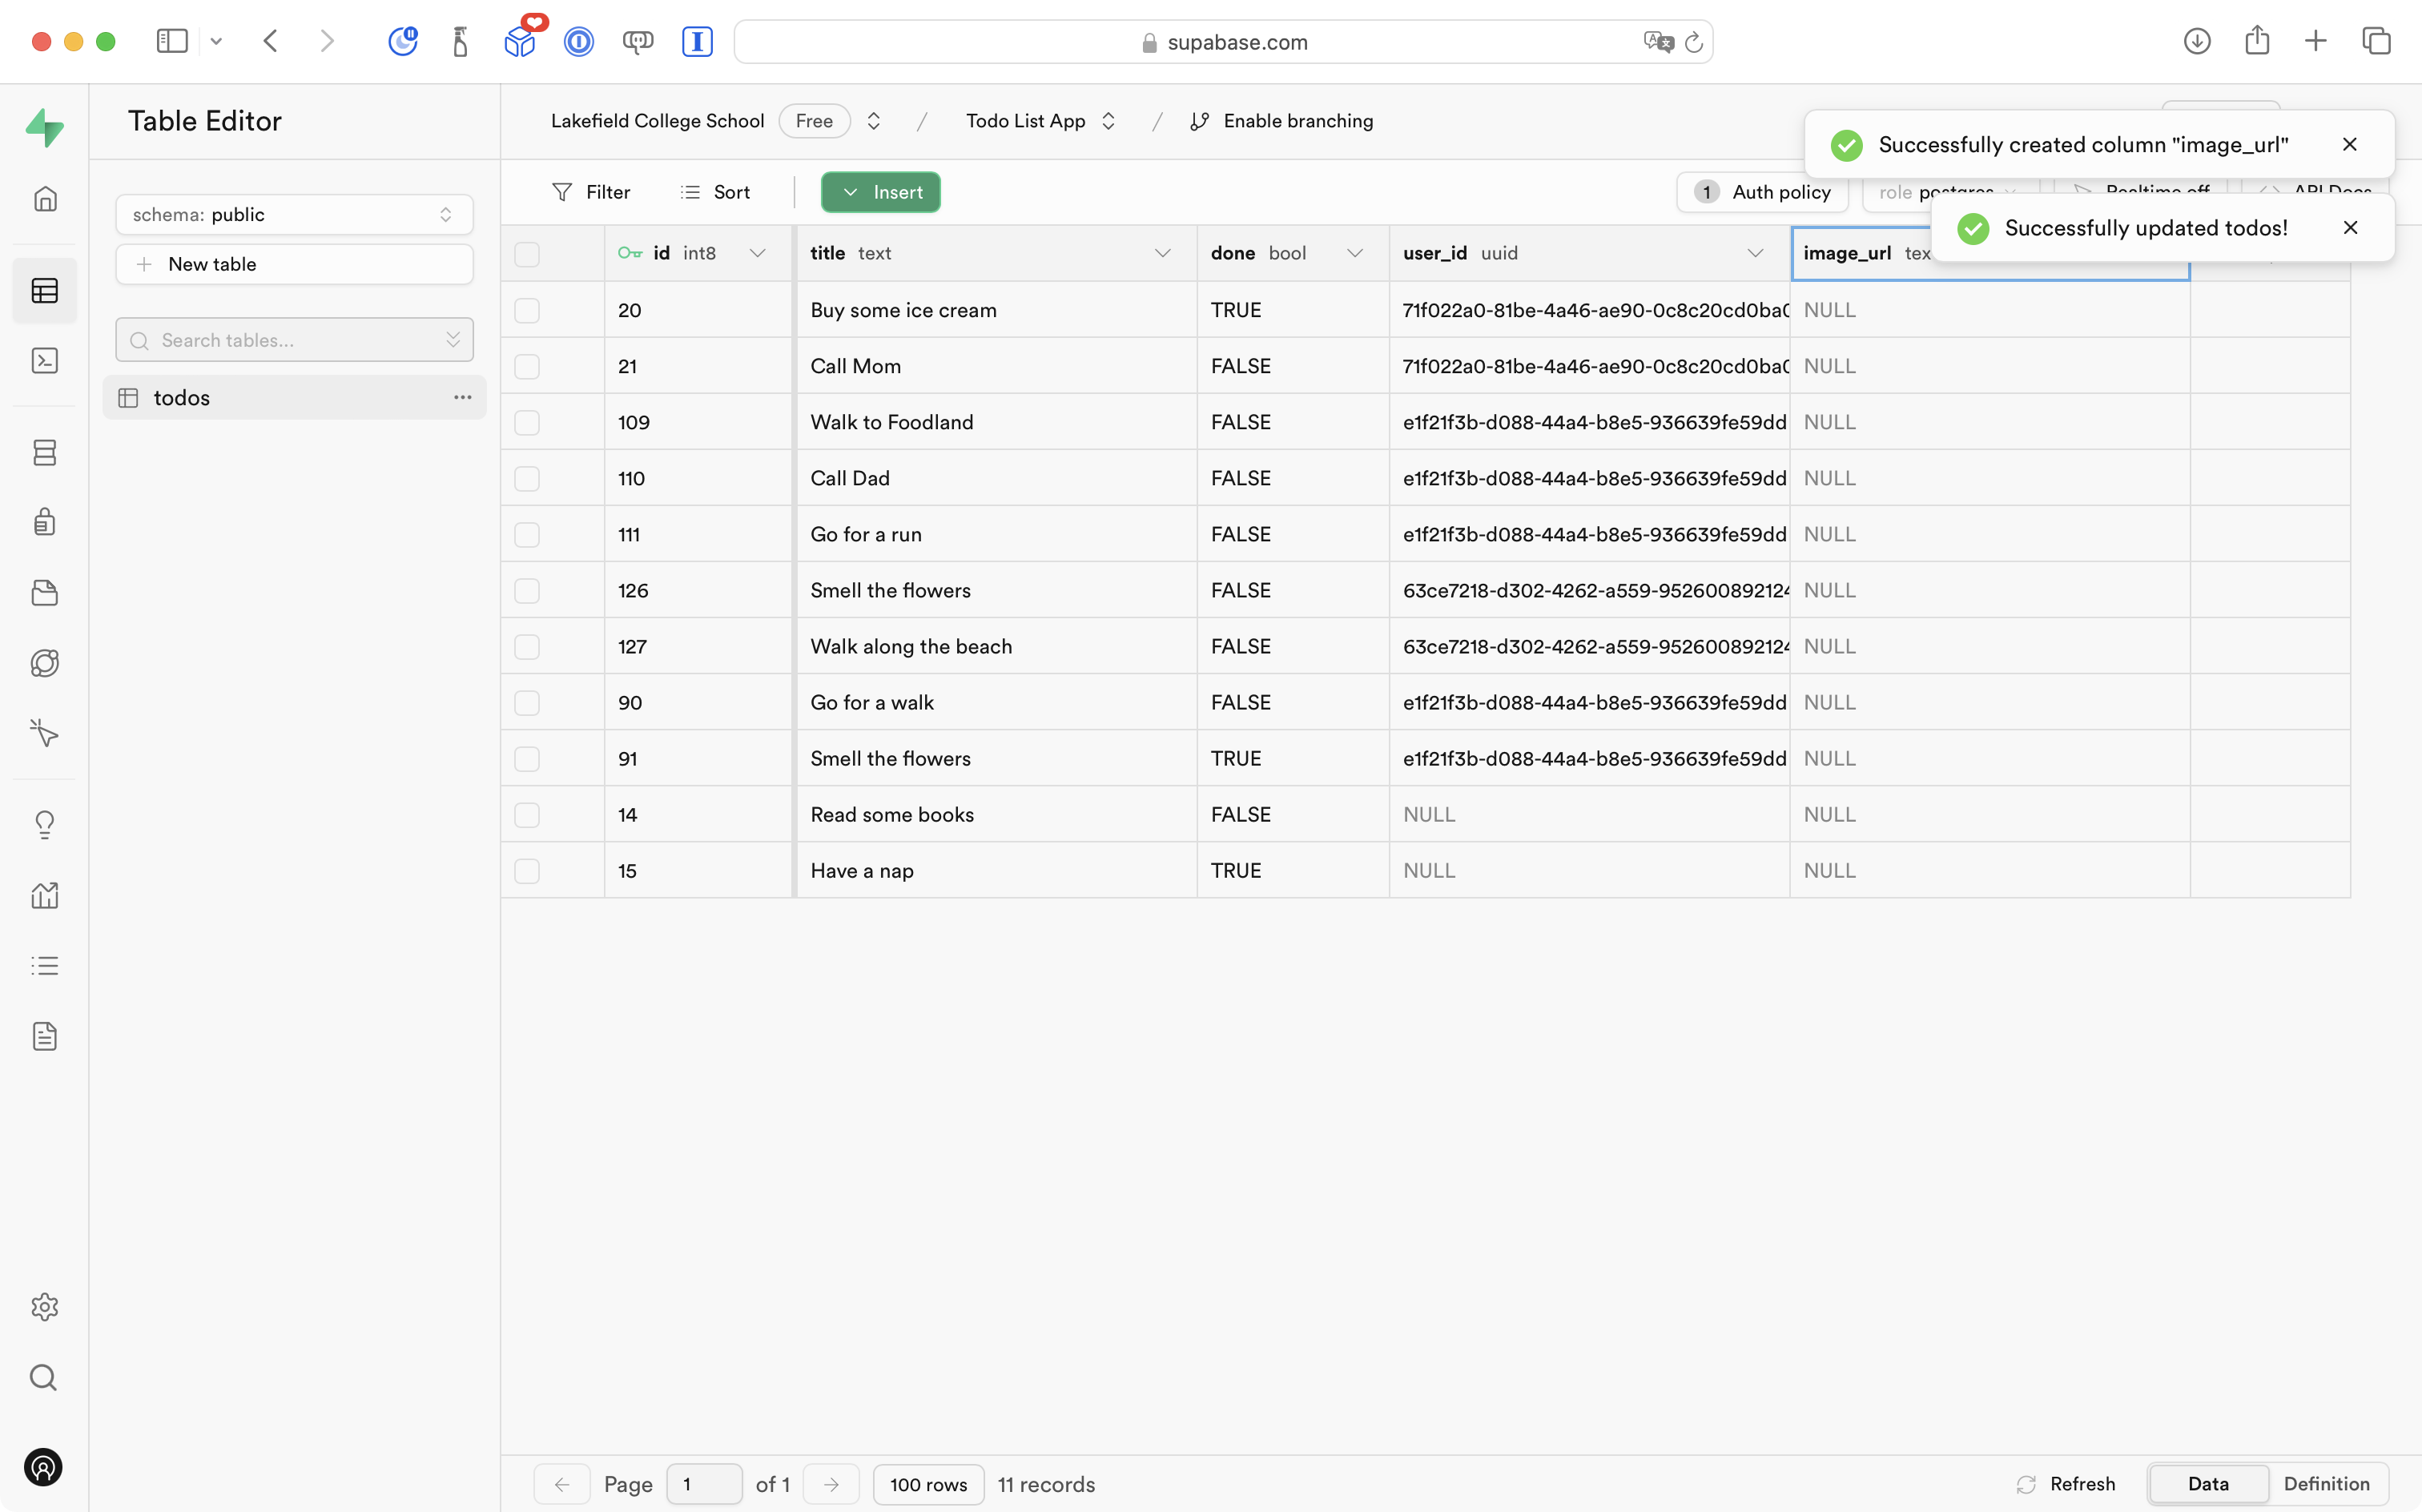 supabase.com
Table Editor
Lakefield College School Free / Todo List App / Enable branching
Successfully created column "image_url"
Successfully updated todos!
schema: public
New table
Search tables...
todos
Filter Sort Insert 1 Auth policy role
id int8 title text done bool user_id uuid image_url
20 Buy some ice cream TRUE 71f022a0-81be-4a46-ae90-0c8c20cd0ba NULL
21 Call Mom FALSE 71f022a0-81be-4a46-ae90-0c8c20cd0ba NULL
109 Walk to Foodland FALSE e1f21f3b-d088-44a4-b8e5-936639fe59dd NULL
110 Call Dad FALSE e1f21f3b-d088-44a4-b8e5-936639fe59dd NULL
111 Go for a run FALSE e1f21f3b-d088-44a4-b8e5-936639fe59dd NULL
126 Smell the flowers FALSE 63ce7218-d302-4262-a559-952600892124 NULL
127 Walk along the beach FALSE 63ce7218-d302-4262-a559-952600892124 NULL
90 Go for a walk FALSE e1f21f3b-d088-44a4-b8e5-936639fe59dd NULL
91 Smell the flowers TRUE e1f21f3b-d088-44a4-b8e5-936639fe59dd NULL
14 Read some books FALSE NULL NULL
15 Have a nap TRUE NULL NULL
Page 1 of 1 100 rows 11 records Refresh Data Definition